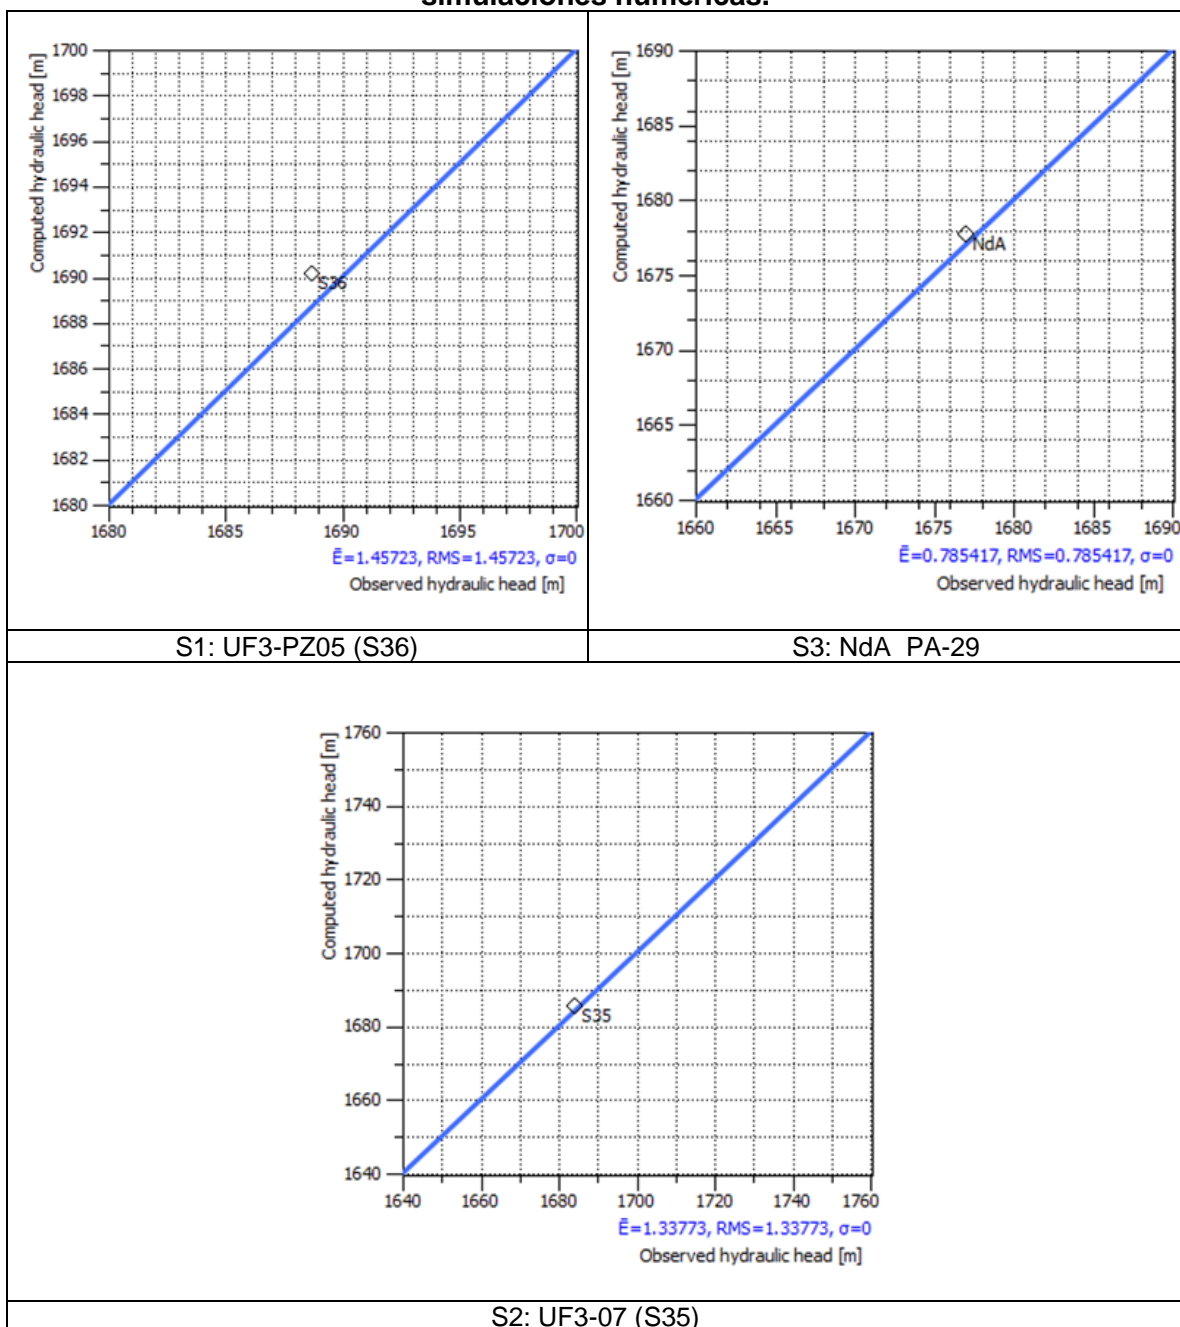 simulaciones numéricas.
Computed hydraulic head [m]
1700
1698
1696
1694
1692
1690
1688
1686
1684
1682
1680
S36
1680 1685 1690 1695 1700
Ē=1.45723, RMS=1.45723, σ=0
Observed hydraulic head [m]
S1: UF3-PZ05 (S36)
Computed hydraulic head [m]
1690
1685
1680
1675
1670
1665
1660
NdA
1660 1665 1670 1675 1680 1685 1690
Ē=0.785417, RMS=0.785417, σ=0
Observed hydraulic head [m]
S3: NdA PA-29
Computed hydraulic head [m]
1760
1740
1720
1700
1680
1660
1640
S35
1640 1660 1680 1700 1720 1740 1760
Ē=1.33773, RMS=1.33773, σ=0
Observed hydraulic head [m]
S2: UF3-07 (S35)